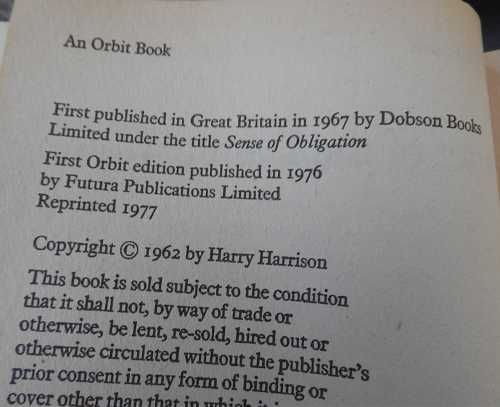 An Orbit Book
First published in Great Britain in 1967 by Dobson Books
Limited under the title Sense of Obligation
First Orbit edition published in 1976
by Futura Publications Limited
Reprinted 1977
Copyright © 1962 by Harry Harrison
This book is sold subject to the condition
that it shall not, by way of trade or
otherwise, be lent, re-sold, hired out or
otherwise circulated without the publisher's
prior consent in any form of binding or
cover other than that in which it is